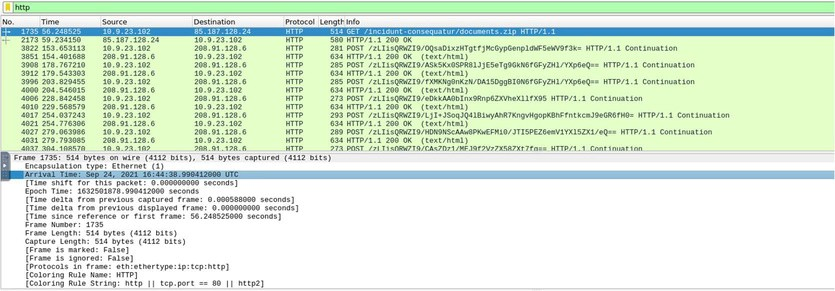 http
No. Time Source Destination Protocol Length Info
1735 56.248525 10.9.23.102 85.187.128.24 HTTP 514 GET /incidunt-consequatur/documents.zip HTTP/1.1
2173 59.234150 85.187.128.24 10.9.23.102 HTTP 580 HTTP/1.1 200 OK
3822 153.653113 10.9.23.102 208.91.128.6 HTTP 281 POST /zLIisQRWZI9/OQsaDixzHTgtfjMcGypGenpldWF5eWV9f3k= HTTP/1.1 Continuation
3851 154.401688 208.91.128.6 10.9.23.102 HTTP 634 HTTP/1.1 200 OK (text/html)
3908 178.767210 10.9.23.102 208.91.128.6 HTTP 285 POST HTTP/1.1 Continuation
3912 179.543303 208.91.128.6 10.9.23.102 HTTP 634 HTTP/1.1 200 OK (text/html)
3996 203.829455 10.9.23.102 208.91.128.6 HTTP 285 POST HTTP/1.1 Continuation
4000 204.546015 208.91.128.6 10.9.23.102 HTTP 634 HTTP/1.1 200 OK (text/html)
4006 228.842458 10.9.23.102 208.91.128.6 HTTP 273 POST /zLIisQRWZI9/eDkkAA0bInx9Rnp6ZXVheXllfX95 HTTP/1.1 Continuation
4010 229.568579 208.91.128.6 10.9.23.102 HTTP 634 HTTP/1.1 200 OK (text/html)
4017 254.037243 10.9.23.102 208.91.128.6 HTTP 293 POST HTTP/1.1 Continuation
4021 254.776306 208.91.128.6 10.9.23.102 HTTP 634 HTTP/1.1 200 OK (text/html)
4027 279.063986 10.9.23.102 208.91.128.6 HTTP 289 POST HTTP/1.1 Continuation
4031 279.793085 208.91.128.6 10.9.23.102 HTTP 634 HTTP/1.1 200 OK (text/html)
4037 304.108570 10.9.23.102 208.91.128.6 HTTP 273 POST HTTP/1.1 Continuation
Frame 1735: 514 bytes on wire (4112 bits), 514 bytes captured (4112 bits)
Encapsulation type: Ethernet (1)
Arrival Time: Sep 24, 2021 16:44:38.990412000 UTC
[Time shift for this packet: 0.000000000 seconds]
Epoch Time: 1632501878.990412000 seconds
[Time delta from previous captured frame: 0.000588000 seconds]
[Time delta from previous displayed frame: 0.000000000 seconds]
[Time since reference or first frame: 56.248525000 seconds]
Frame Number: 1735
Frame Length: 514 bytes (4112 bits)
Capture Length: 514 bytes (4112 bits)
[Frame is marked: False]
[Frame is ignored: False]
[Protocols in frame: eth:ethertype:ip:tcp:http]
[Coloring Rule Name: HTTP]
[Coloring Rule String: http || tcp.port == 80 || http2]